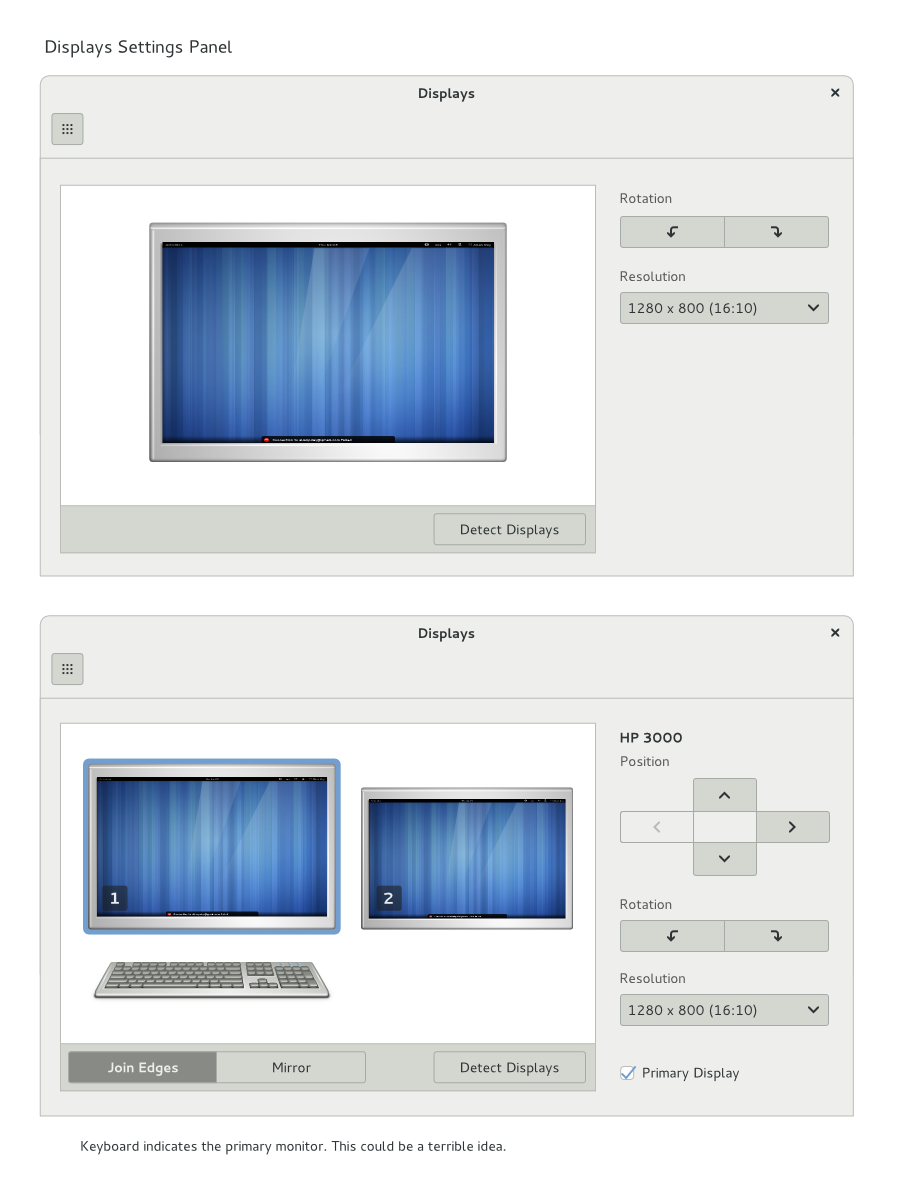 Displays Settings Panel
Displays
Rotation
Resolution
1280 x 800 (16:10)
Detect Displays
Displays
HP 3000
Position
1
2
Rotation
Resolution
1280 x 800 (16:10)
Join Edges
Mirror
Detect Displays
Primary Display
Keyboard indicates the primary monitor. This could be a terrible idea.